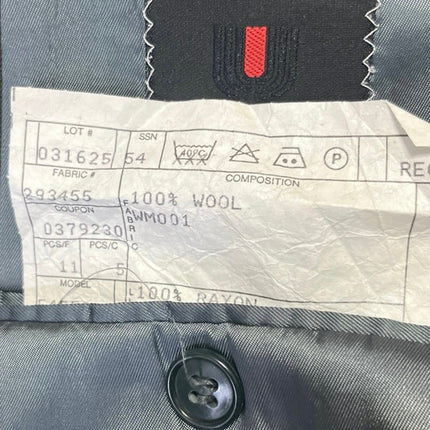 LOT # SSN
031625 54 40°C P REC
FABRIC # COMPOSITION
293455 100% WOOL
COUPON FABRIC WM001
0379230
PCS/F PCS/C
11 5
MODEL L 100% RAYON